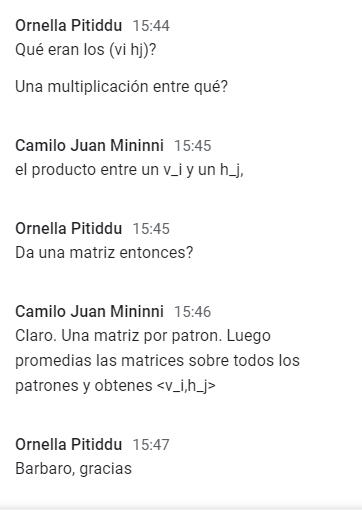 Ornella Pitiddu 15:44
Qué eran los (vi hj)?
Una multiplicación entre qué?
Camilo Juan Mininni 15:45
el producto entre un v_i y un h_j,
Ornella Pitiddu 15:45
Da una matriz entonces?
Camilo Juan Mininni 15:46
Claro. Una matriz por patron. Luego
promedias las matrices sobre todos los
patrones y obtenes <v_i,h_j>
Ornella Pitiddu 15:47
Barbaro, gracias